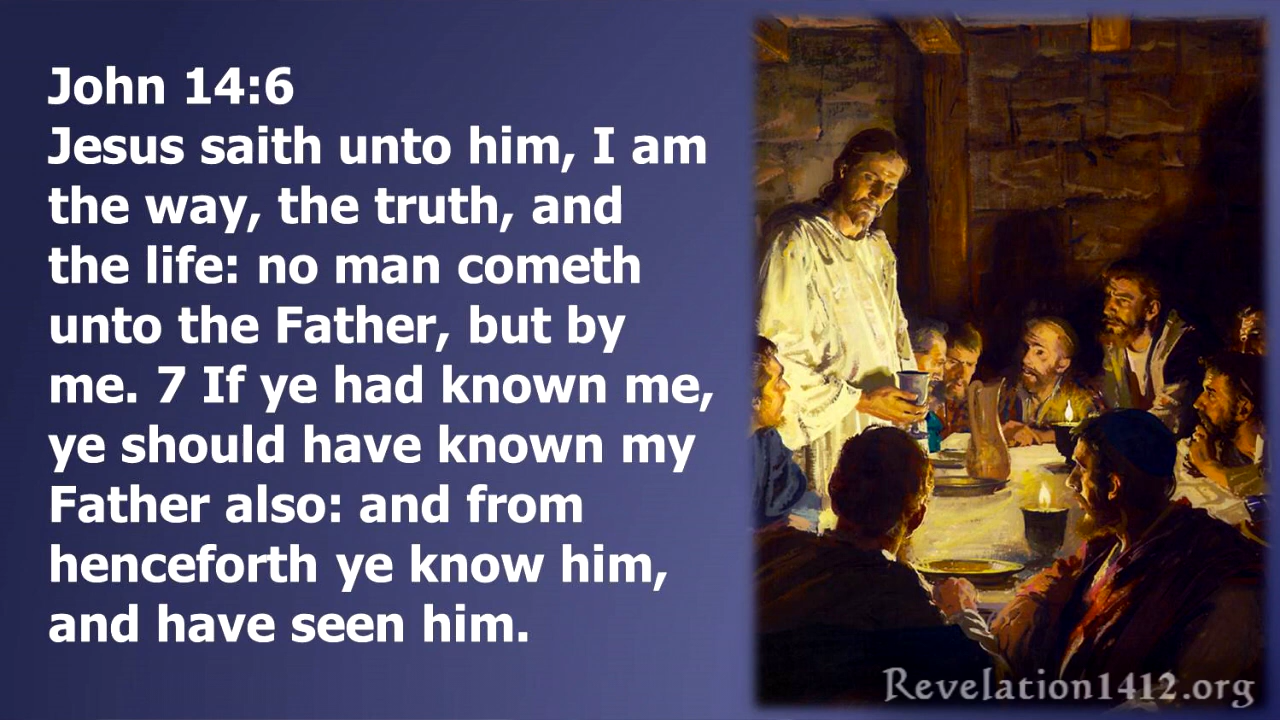 John 14:6
Jesus saith unto him, I am
the way, the truth, and
the life: no man cometh
unto the Father, but by
me. 7 If ye had known me,
ye should have known my
Father also: and from
henceforth ye know him,
and have seen him.
Revelation1412.org